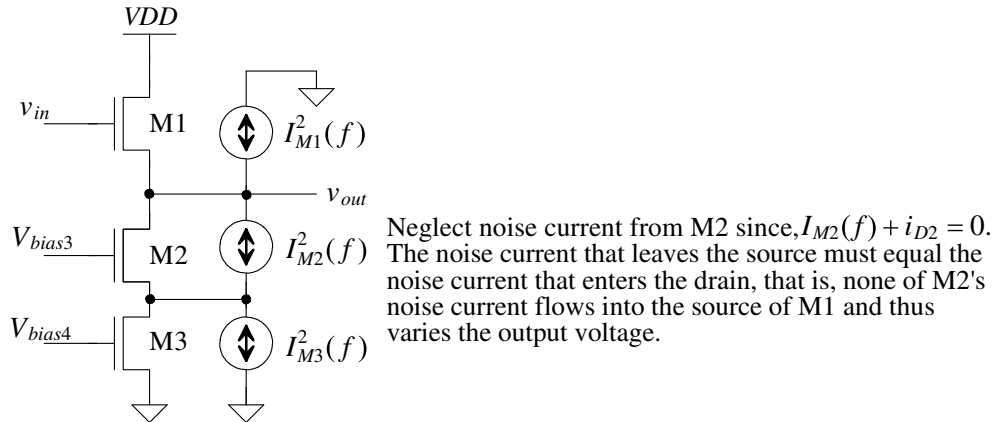 VDD
v_in
M1
I²_M1(f)
v_out
V_bias3
M2
I²_M2(f)
Neglect noise current from M2 since, I_M2(f) + i_D2 = 0.
The noise current that leaves the source must equal the
noise current that enters the drain, that is, none of M2's
noise current flows into the source of M1 and thus
varies the output voltage.
V_bias4
M3
I²_M3(f)